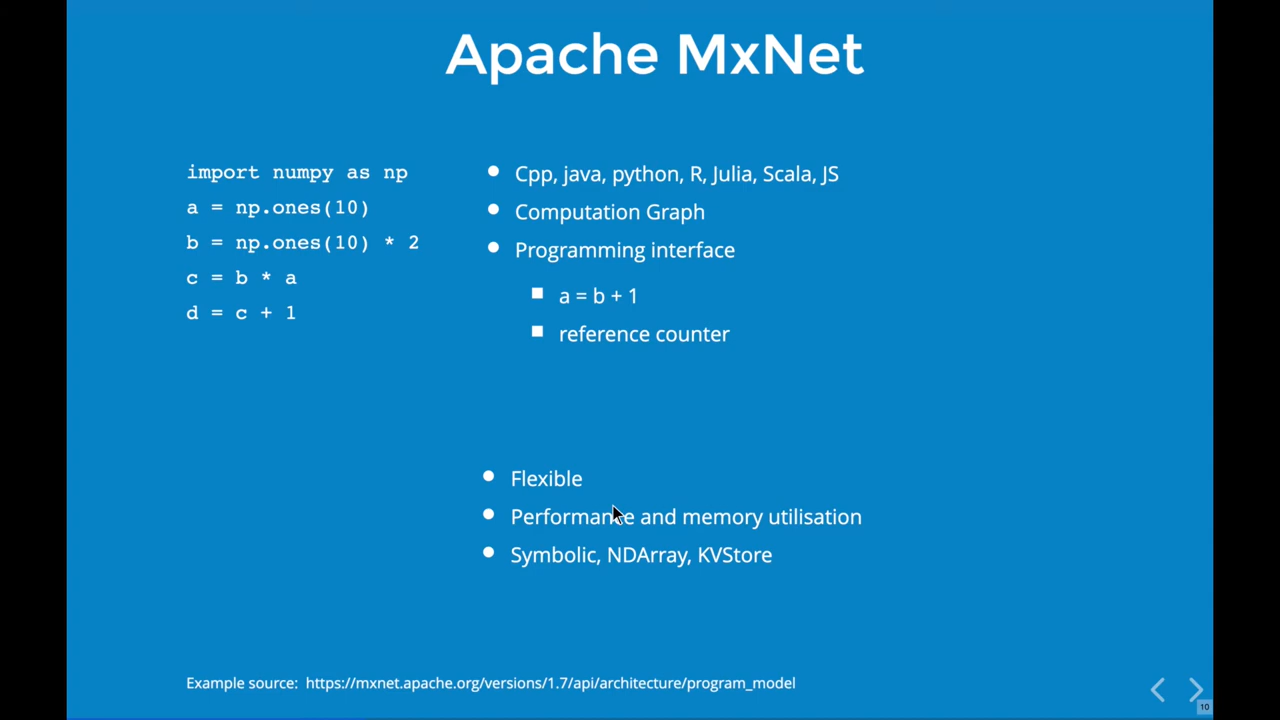 Apache MxNet
import numpy as np
a = np.ones(10)
b = np.ones(10) * 2
c = b * a
d = c + 1
Cpp, java, python, R, Julia, Scala, JS
Computation Graph
Programming interface
a = b + 1
reference counter
Flexible
Performance and memory utilisation
Symbolic, NDArray, KVStore
Example source: https://mxnet.apache.org/versions/1.7/api/architecture/program_model
10